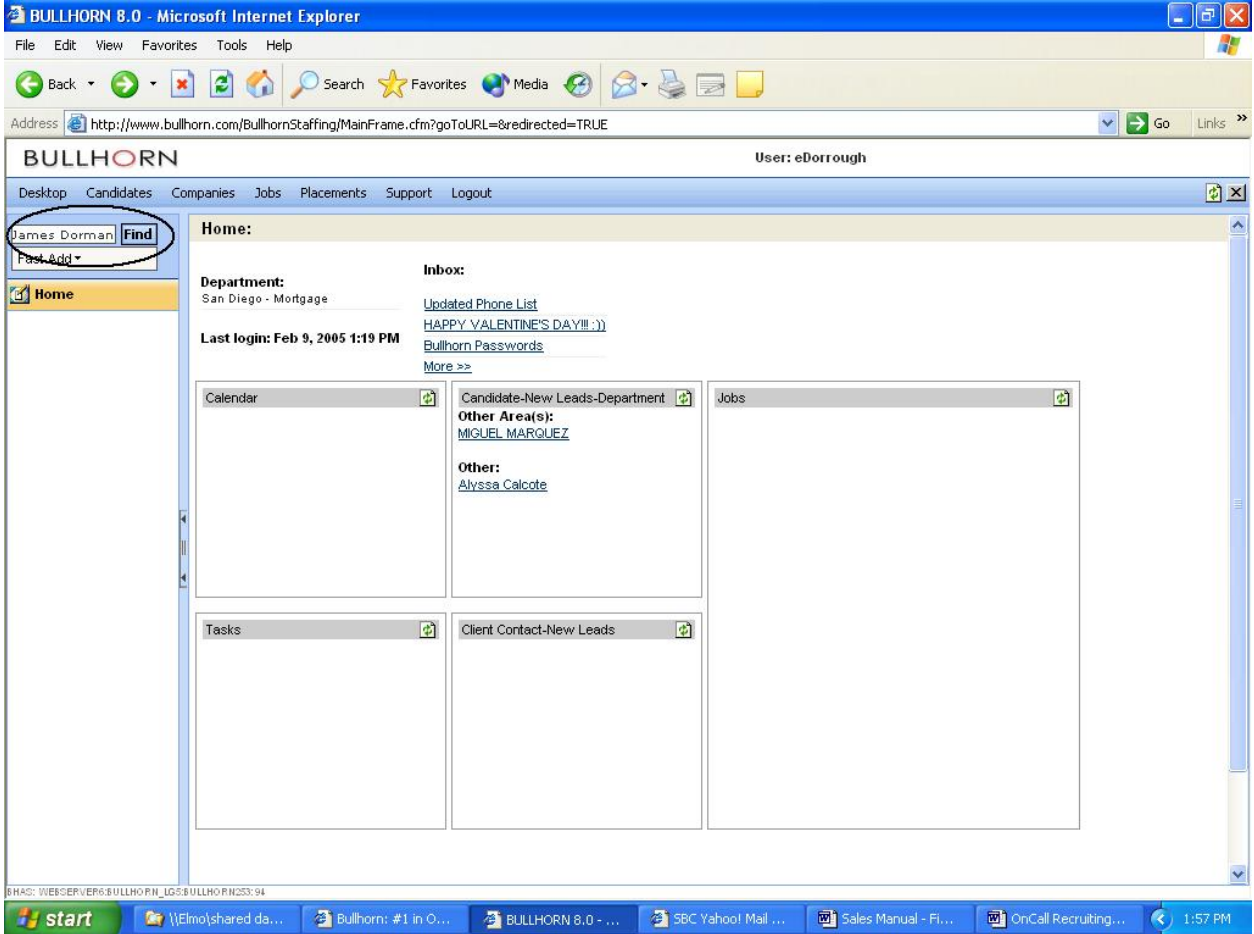 BULLHORN 8.0 - Microsoft Internet Explorer
File Edit View Favorites Tools Help
Back Search Favorites Media
Address http://www.bullhorn.com/BullhornStaffing/MainFrame.cfm?goToURL=&redirected=TRUE Go Links »
BULLHORN User: eDorrough
Desktop Candidates Companies Jobs Placements Support Logout
James Dorman Find
Fast Add
Home
Home:
Department:
San Diego - Mortgage
Last login: Feb 9, 2005 1:19 PM
Inbox:
Updated Phone List
HAPPY VALENTINE'S DAY!!! :))
Bullhorn Passwords
More >>
Calendar
Candidate-New Leads-Department
Other Area(s):
MIGUEL MARQUEZ
Other:
Alyssa Calcote
Jobs
Tasks
Client Contact-New Leads
BHAS: WEBSERVER6:BULLHORN_LGS:BULLHORN253:94
start \\Elmo\shared da... Bullhorn: #1 in O... BULLHORN 8.0 - ... SBC Yahoo! Mail ... Sales Manual - Fi... OnCall Recruiting... 1:57 PM